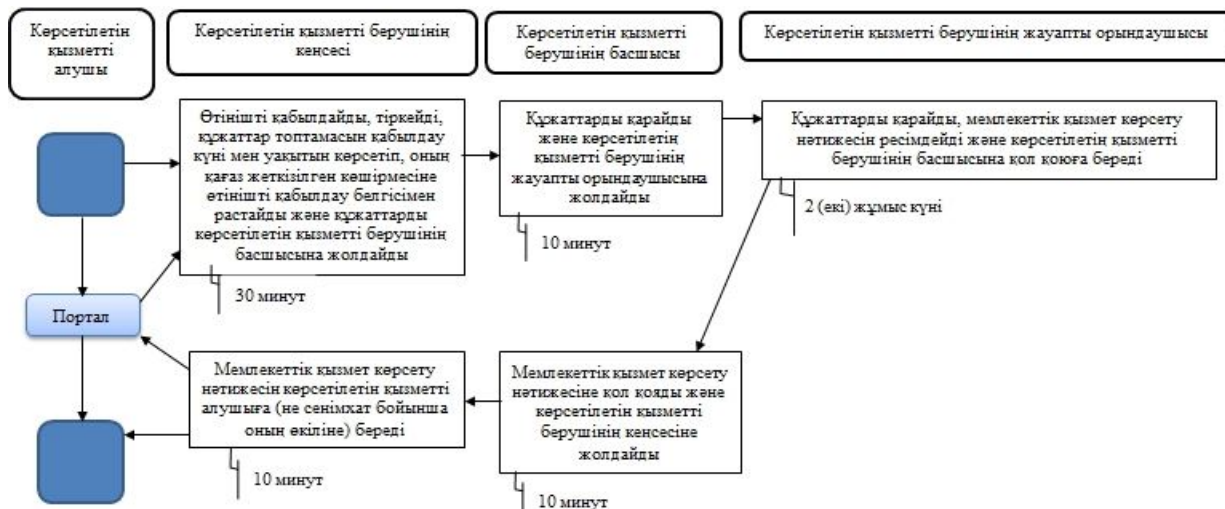 Көрсетілетін
қызметті
алушы
Көрсетілетін қызметті берушінің
кеңсесі
Көрсетілетін қызметті
берушінің басшысы
Көрсетілетін қызметті берушінің жауапты орындаушысы
Өтінішті қабылдайды, тіркейді,
құжаттар топтамасын қабылдау
күні мен уақытын көрсетіп, оның
қағаз жеткізілген көшірмесіне
өтінішті қабылдау белгісімен
растайды және құжаттарды
көрсетілетін қызметті берушінің
басшысына жолдайды
30 минут
Құжаттарды қарайды
және көрсетілетін
қызметті берушінің
жауапты орындаушысына
жолдайды
10 минут
Құжаттарды қарайды, мемлекеттік қызмет көрсету
нәтижесін ресімдейді және көрсетілетін қызметті
берушінің басшысына қол қоюға береді
2 (екі) жұмыс күні
Портал
Мемлекеттік қызмет көрсету
нәтижесін көрсетілетін қызметті
алушыға (не сенімхат бойынша
оның өкіліне) береді
10 минут
Мемлекеттік қызмет көрсету
нәтижесіне қол қояды және
көрсетілетін қызметті
берушінің кеңсесіне
жолдайды
10 минут